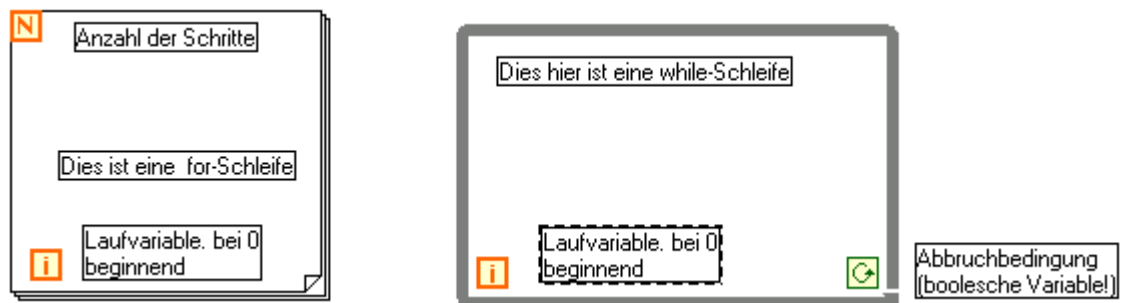 N
Anzahl der Schritte
Dies ist eine  for-Schleife
Laufvariable. bei 0
beginnend
i
Dies hier ist eine while-Schleife
Laufvariable. bei 0
beginnend
i
Abbruchbedingung
(boolesche Variable!)